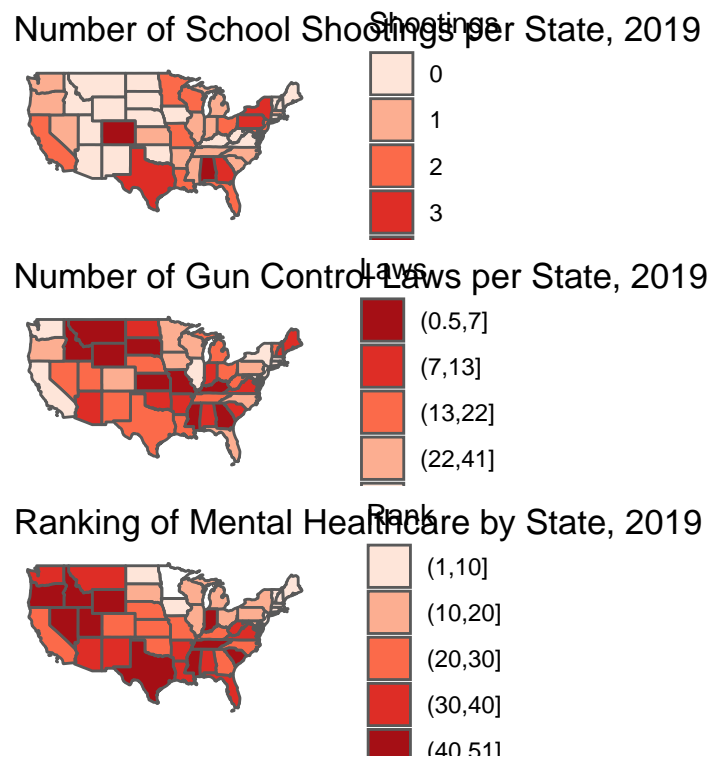 Number of School Shootings per State, 2019
Shootings
0
1
2
3
Number of Gun Control Laws per State, 2019
Laws
(0.5,7]
(7,13]
(13,22]
(22,41]
Ranking of Mental Healthcare by State, 2019
Rank
(1,10]
(10,20]
(20,30]
(30,40]
(40,51]